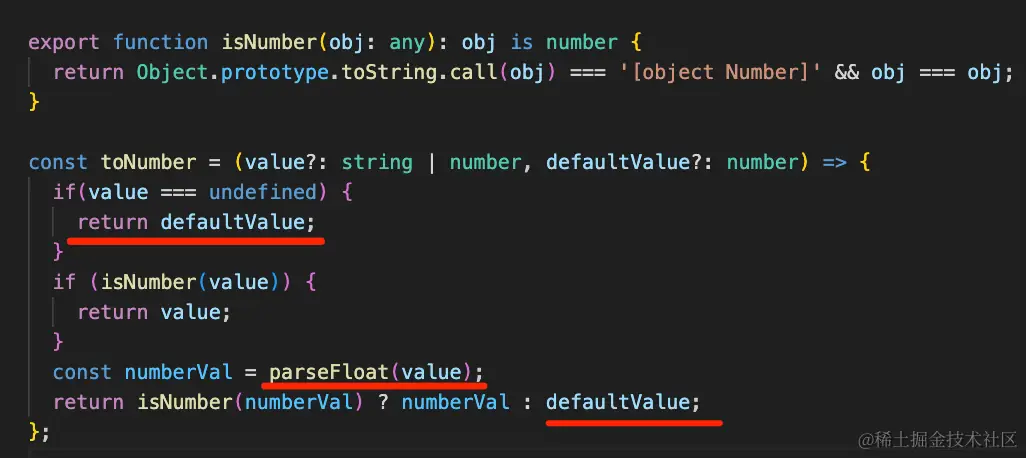 export function isNumber(obj: any): obj is number {
return Object.prototype.toString.call(obj) === '[object Number]' && obj === obj;
}
const toNumber = (value?: string | number, defaultValue?: number) => {
if(value === undefined) {
return defaultValue;
}
if (isNumber(value)) {
return value;
}
const numberVal = parseFloat(value);
return isNumber(numberVal) ? numberVal : defaultValue;
};
@稀土掘金技术社区